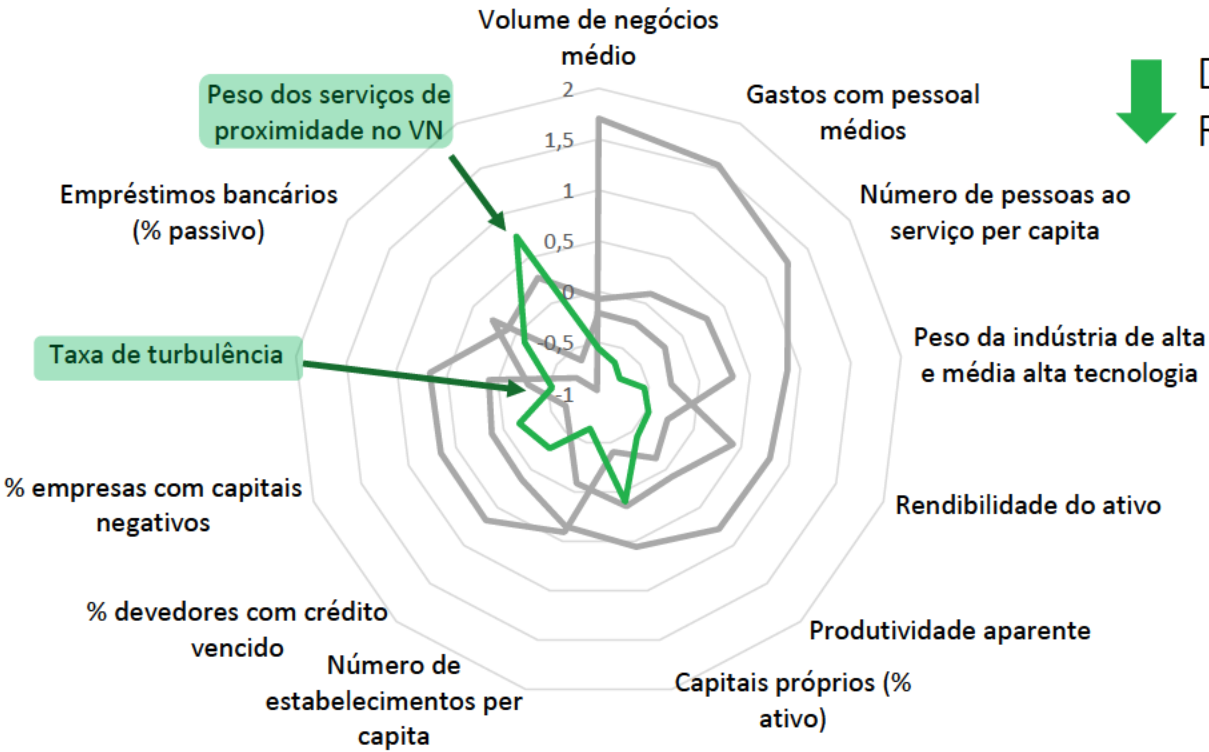 Volume de negócios
médio
Gastos com pessoal
médios
Número de pessoas ao
serviço per capita
Peso da indústria de alta
e média alta tecnologia
Rendibilidade do ativo
Produtividade aparente
Capitais próprios (%
ativo)
Número de
estabelecimentos per
capita
% devedores com crédito
vencido
% empresas com capitais
negativos
Taxa de turbulência
Empréstimos bancários
(% passivo)
Peso dos serviços de
proximidade no VN
2
1,5
1
0,5
0
-0,5
-1